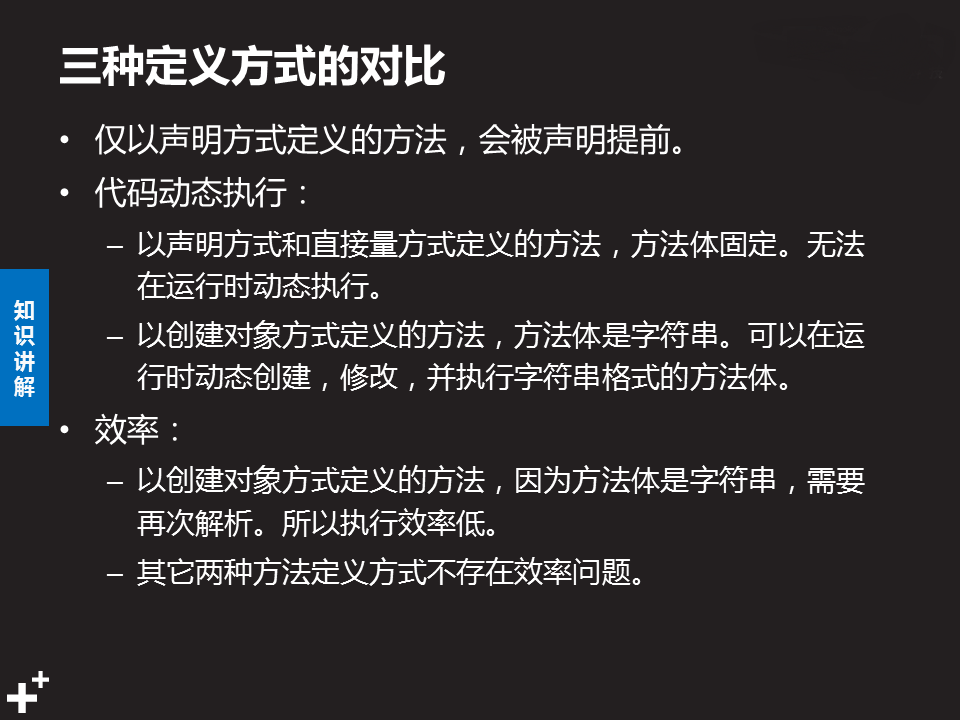 三种定义方式的对比
• 仅以声明方式定义的方法，会被声明提前。
• 代码动态执行：
– 以声明方式和直接量方式定义的方法，方法体固定。无法
在运行时动态执行。
– 以创建对象方式定义的方法，方法体是字符串。可以在运
行时动态创建，修改，并执行字符串格式的方法体。
知识讲解
• 效率：
– 以创建对象方式定义的方法，因为方法体是字符串，需要
再次解析。所以执行效率低。
– 其它两种方法定义方式不存在效率问题。